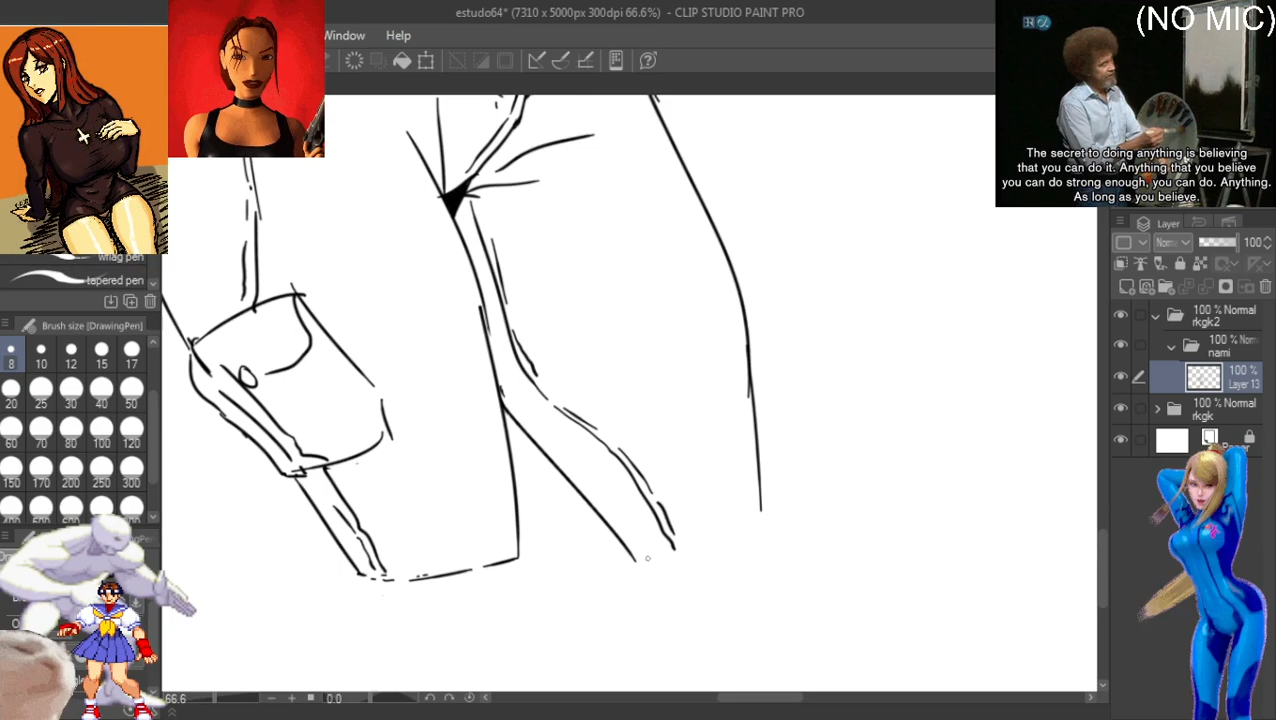 estudo64* (7310 x 5000px 300dpi 66.6%) - CLIP STUDIO PAINT PRO
(NO MIC)
Window Help
The secret to doing anything is believing
that you can do it. Anything that you believe
you can do strong enough, you can do. Anything.
As long as you believe.
Layer
100
tapered pen
Brush size [DrawingPen]
8 10 12 15 17
20 25 30 40 50
60 70 80 100 120
150 170 200 250 300
100 % Normal
rkgk2
100 % Norm
nami
100 %
Layer 13
100 % Normal
rkgk
66.6
0.0